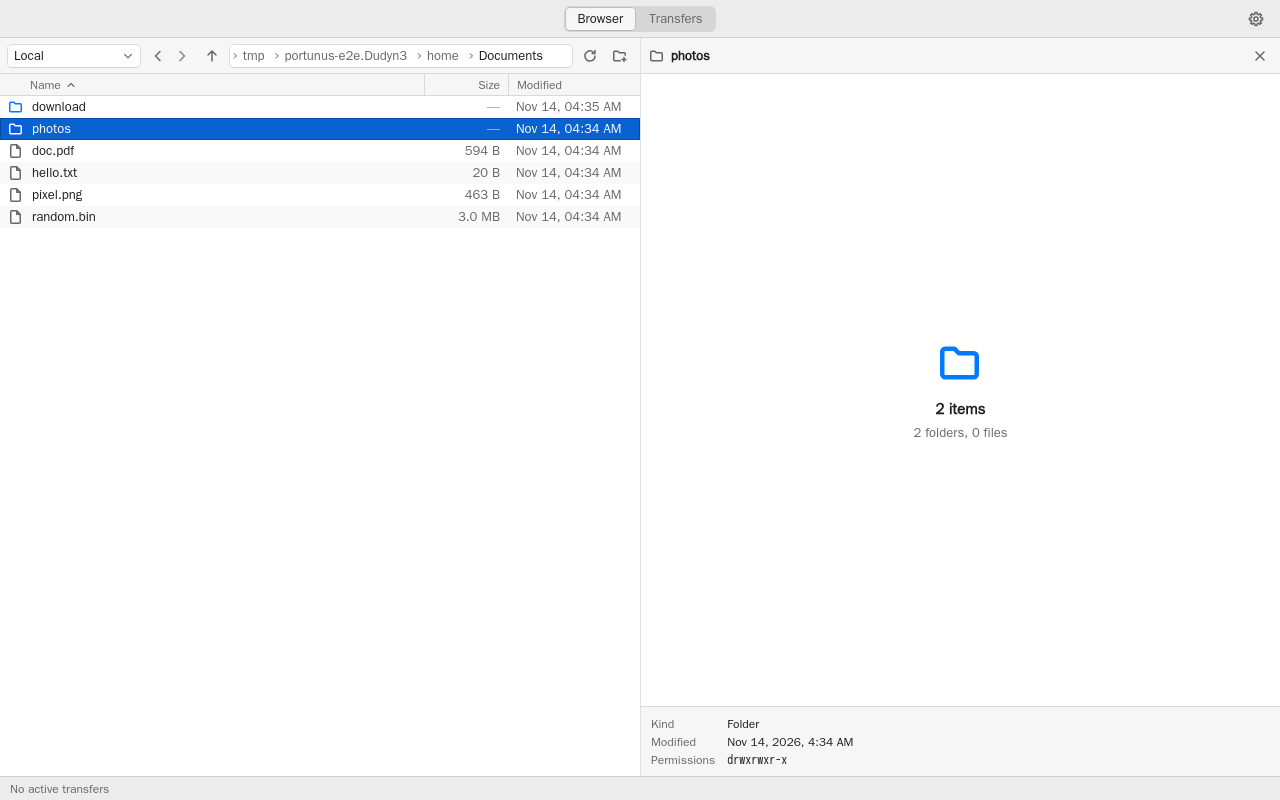 Browser Transfers
Local
tmp portunus-e2e.Dudyn3 home Documents
photos
Name Size Modified
download — Nov 14, 04:35 AM
photos — Nov 14, 04:34 AM
doc.pdf 594 B Nov 14, 04:34 AM
hello.txt 20 B Nov 14, 04:34 AM
pixel.png 463 B Nov 14, 04:34 AM
random.bin 3.0 MB Nov 14, 04:34 AM
2 items
2 folders, 0 files
Kind Folder
Modified Nov 14, 2026, 4:34 AM
Permissions drwxrwxr-x
No active transfers